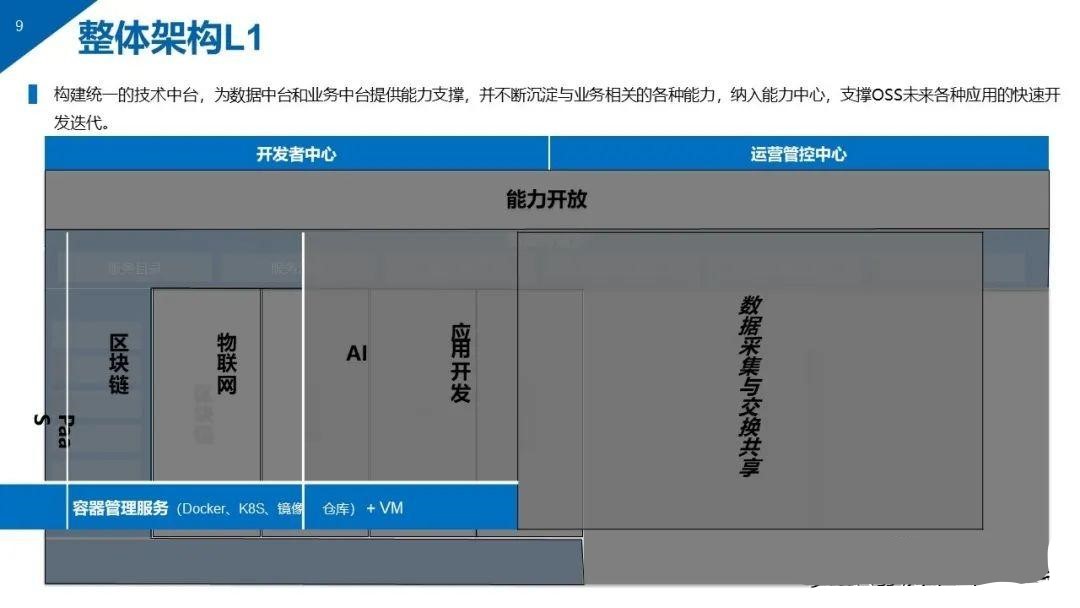 9
整体架构L1
构建统一的技术中台，为数据中台和业务中台提供能力支撑，并不断沉淀与业务相关的各种能力，纳入能力中心，支撑OSS未来各种应用的快速开
发迭代。
开发者中心
运营管控中心
能力开放
服务目录
服务
区块链
物联网
AI
应用开发
数据采集与交换共享
PaaS
容器管理服务（Docker、K8S、镜像仓库）+ VM